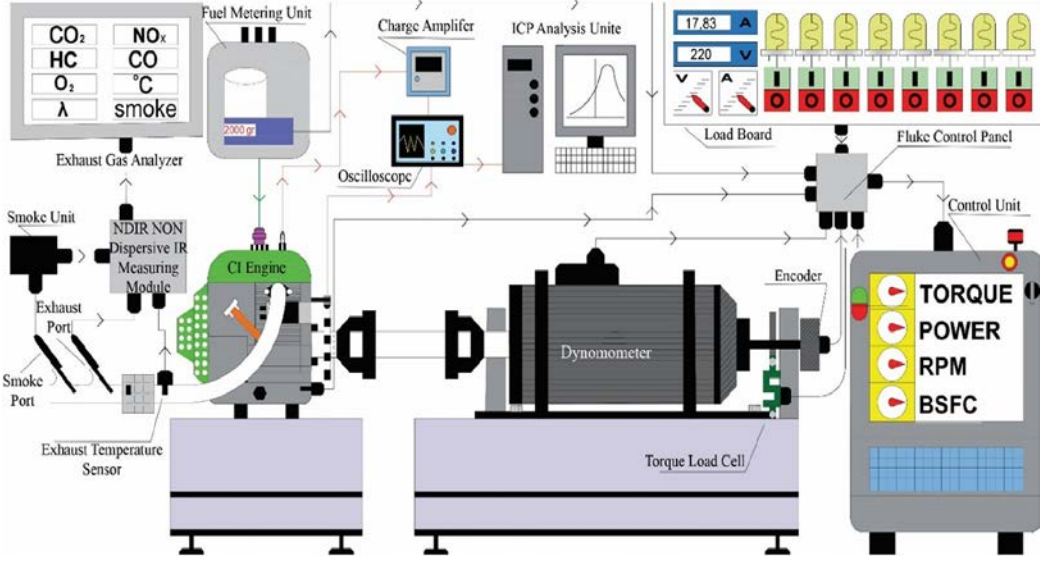 CO₂
NOx
HC
CO
O₂
°C
λ
smoke
Exhaust Gas Analyzer
Fuel Metering Unit
2000 gr
Charge Amplifer
Oscilloscope
ICP Analysis Unite
17,83 A
220 V
V
A
I I I I I I I I
O O O O O O O O
Load Board
Fluke Control Panel
Control Unit
Smoke Unit
NDIR NON
Dispersive IR
Measuring
Module
Exhaust
Port
Smoke
Port
Exhaust Temperature
Sensor
CI Engine
Dynomometer
Encoder
Torque Load Cell
TORQUE
POWER
RPM
BSFC